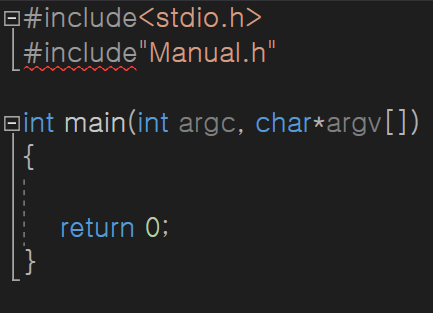 #include<stdio.h>
#include"Manual.h"
int main(int argc, char*argv[])
{
return 0;
}